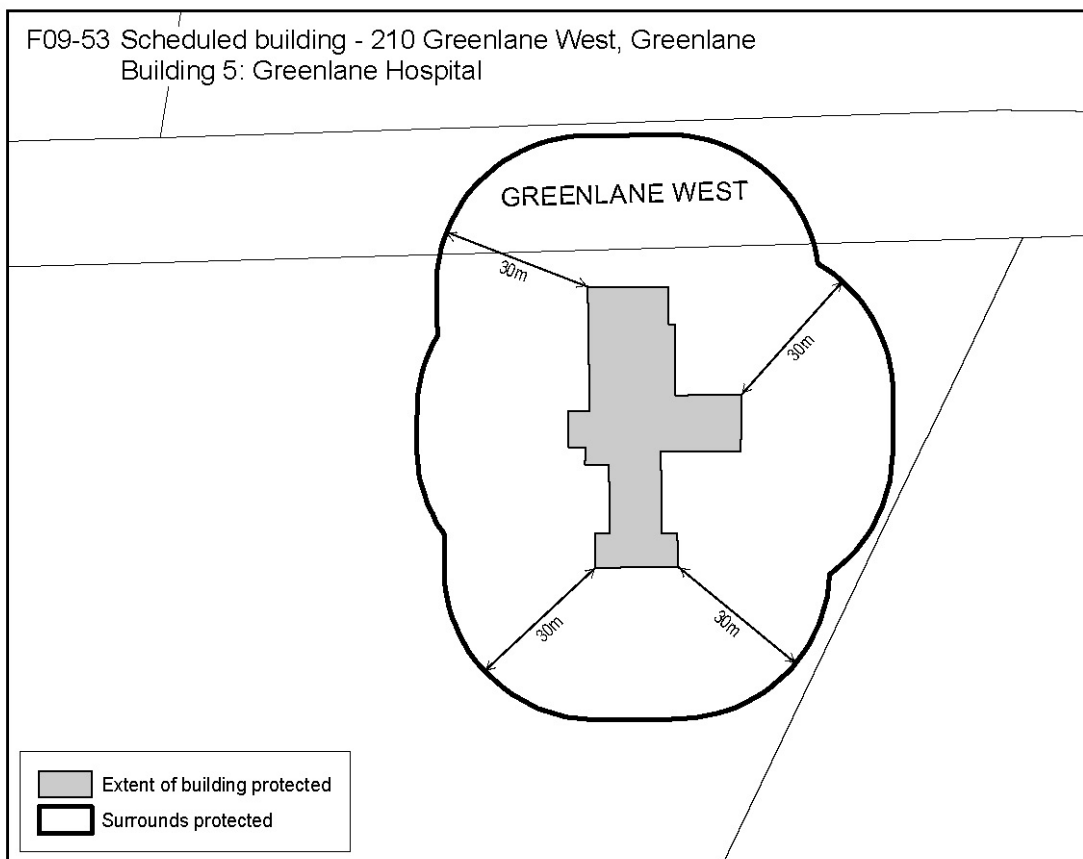 F09-53 Scheduled building - 210 Greenlane West, Greenlane
Building 5: Greenlane Hospital
GREENLANE WEST
30m
30m
30m
30m
Extent of building protected
Surrounds protected